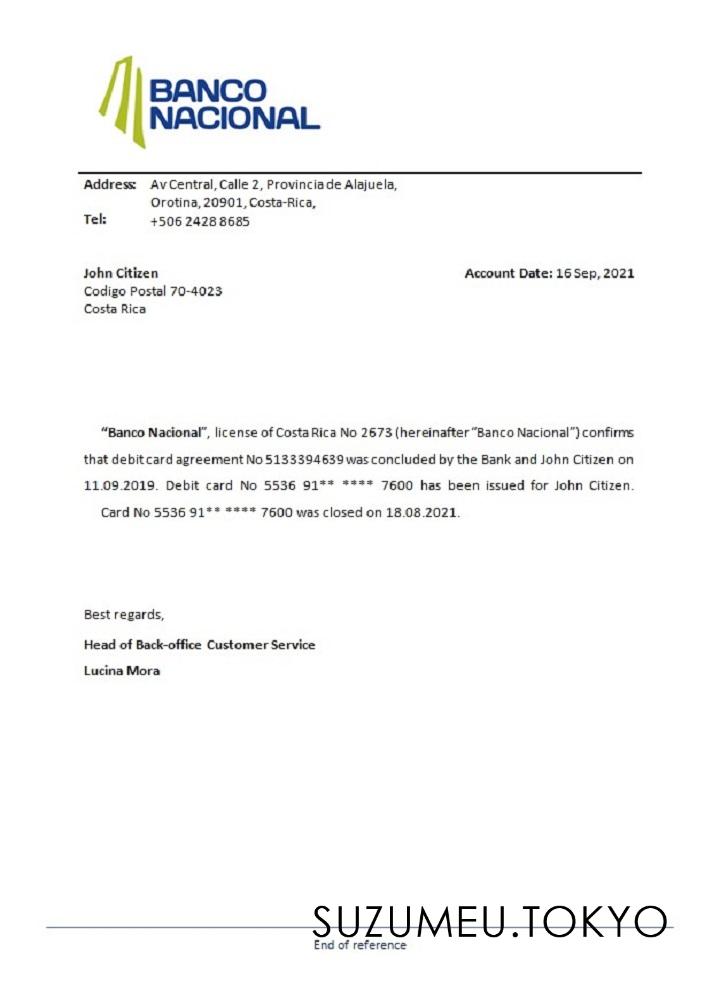 BANCO
NACIONAL
Address: Av Central, Calle 2, Provincia de Alajuela,
Orotina, 20901, Costa-Rica,
Tel: +506 2428 8685
John Citizen Account Date: 16 Sep, 2021
Codigo Postal 70-4023
Costa Rica
“Banco Nacional”, license of Costa Rica No 2673 (hereinafter “Banco Nacional”) confirms
that debit card agreement No 5133394639 was concluded by the Bank and John Citizen on
11.09.2019. Debit card No 5536 91** **** 7600 has been issued for John Citizen.
Card No 5536 91** **** 7600 was closed on 18.08.2021.
Best regards,
Head of Back-office Customer Service
Lucina Mora
SUZUMEU.TOKYO
End of reference